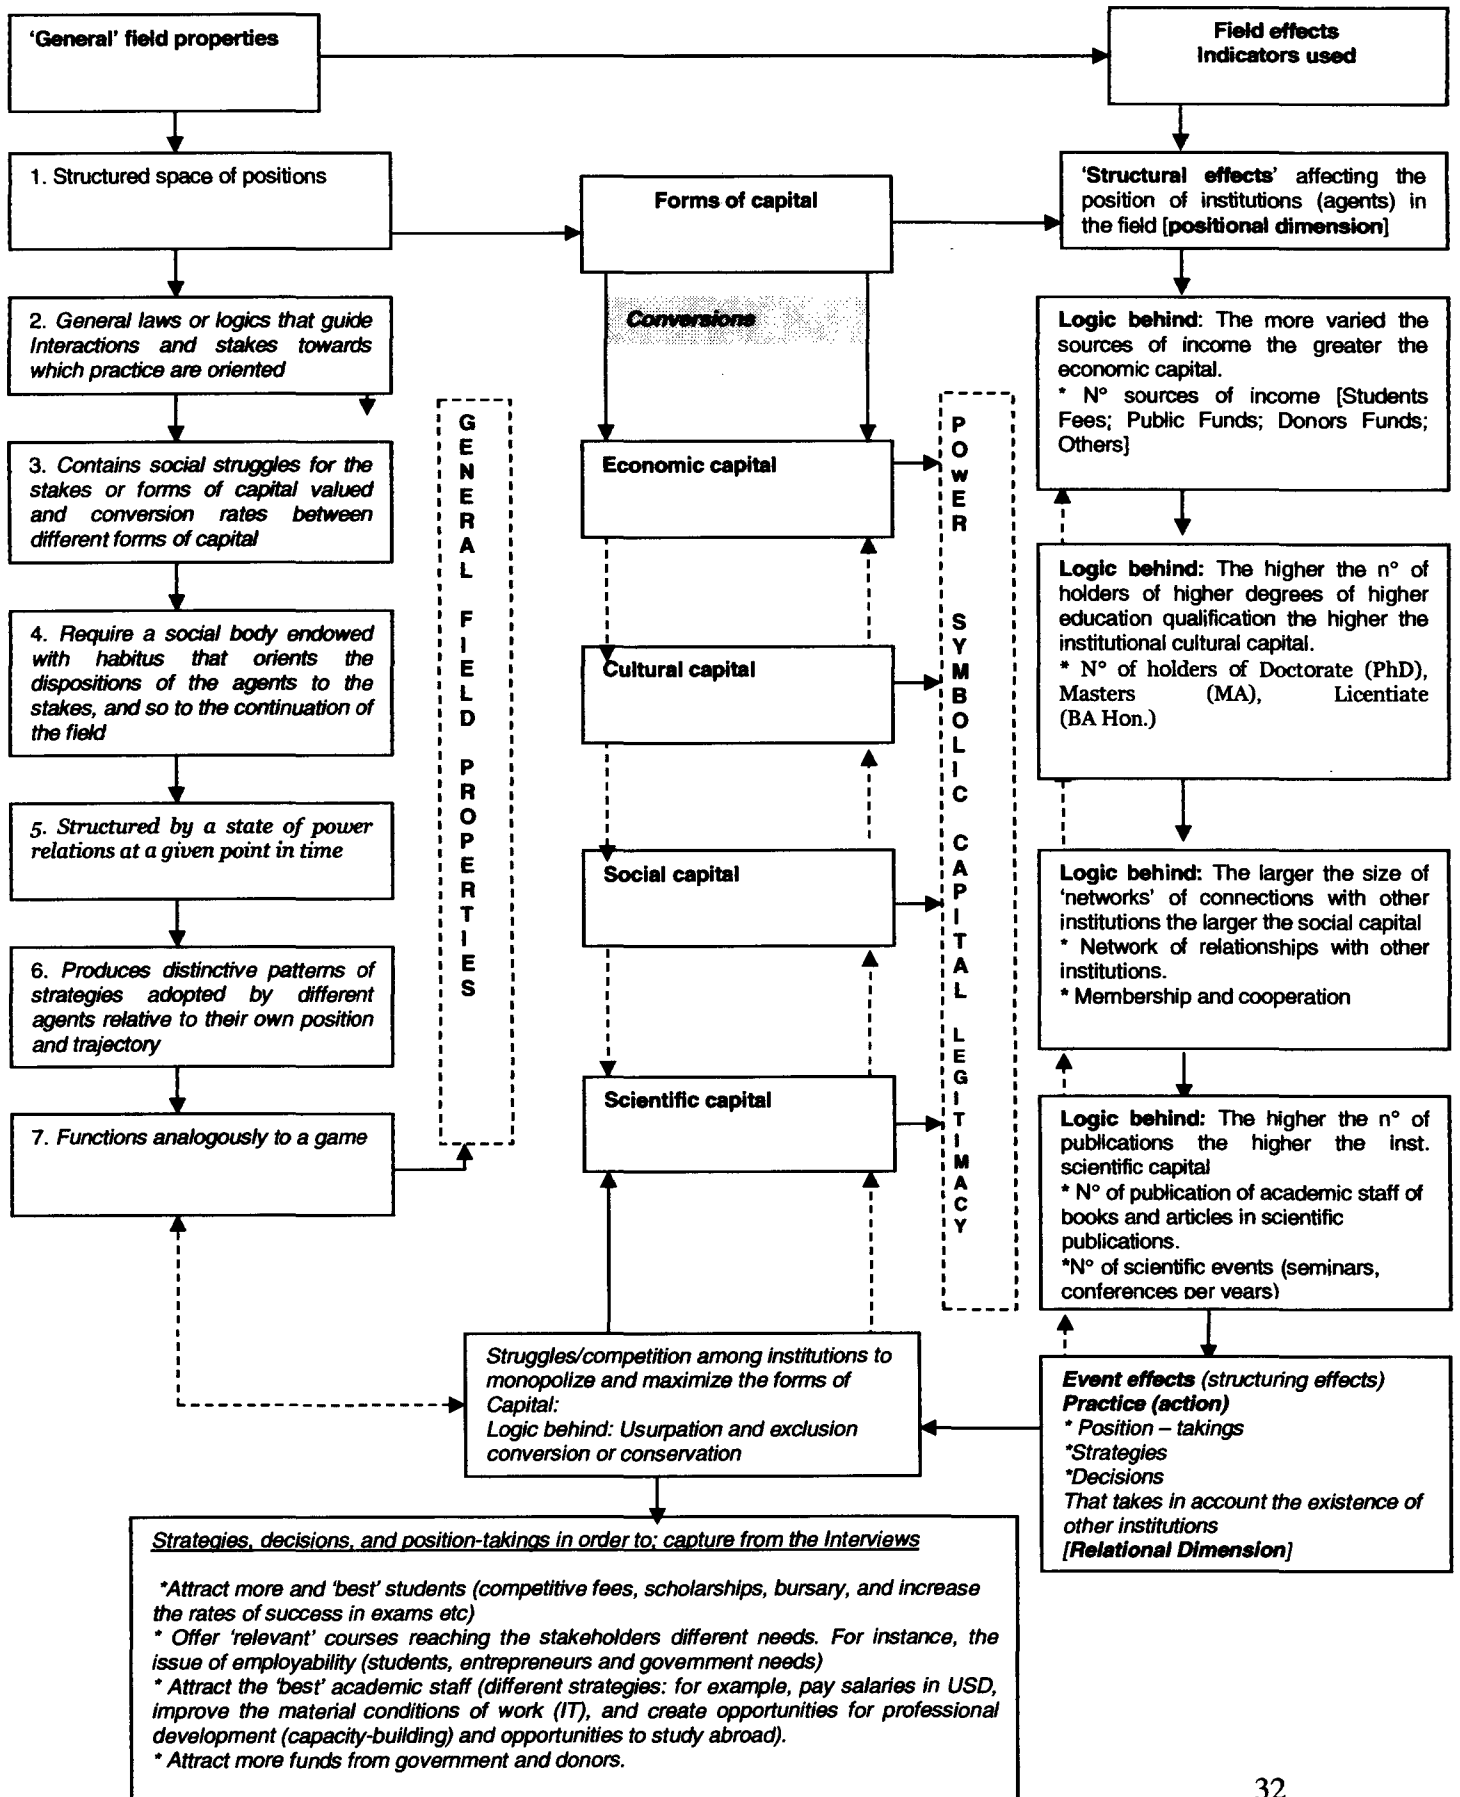 'General' field properties
Field effects
Indicators used
1. Structured space of positions
Forms of capital
'Structural effects' affecting the
position of institutions (agents) in
the field [positional dimension]
2. General laws or logics that guide
Interactions and stakes towards
which practice are oriented
Conversions
Logic behind: The more varied the
sources of income the greater the
economic capital.
* N° sources of income [Students
Fees; Public Funds; Donors Funds;
Others]
3. Contains social struggles for the
stakes or forms of capital valued
and conversion rates between
different forms of capital
GENERAL FIELD PROPERTIES
Economic capital
POwER SYMBOLIC CAPITAL LEGITIMACY
Logic behind: The higher the n° of
holders of higher degrees of higher
education qualification the higher the
institutional cultural capital.
* N° of holders of Doctorate (PhD),
Masters (MA), Licentiate
(BA Hon.)
4. Require a social body endowed
with habitus that orients the
dispositions of the agents to the
stakes, and so to the continuation of
the field
Cultural capital
5. Structured by a state of power
relations at a given point in time
Social capital
Logic behind: The larger the size of
'networks' of connections with other
institutions the larger the social capital
* Network of relationships with other
institutions.
* Membership and cooperation
6. Produces distinctive patterns of
strategies adopted by different
agents relative to their own position
and trajectory
Scientific capital
7. Functions analogously to a game
Logic behind: The higher the n° of
publications the higher the inst.
scientific capital
* N° of publication of academic staff of
books and articles in scientific
publications.
*N° of scientific events (seminars,
conferences per years)
Struggles/competition among institutions to
monopolize and maximize the forms of
Capital:
Logic behind: Usurpation and exclusion
conversion or conservation
Event effects (structuring effects)
Practice (action)
* Position – takings
*Strategies
*Decisions
That takes in account the existence of
other institutions
[Relational Dimension]
Strategies, decisions, and position-takings in order to; capture from the Interviews
*Attract more and 'best' students (competitive fees, scholarships, bursary, and increase
the rates of success in exams etc)
* Offer 'relevant' courses reaching the stakeholders different needs. For instance, the
issue of employability (students, entrepreneurs and government needs)
* Attract the 'best' academic staff (different strategies: for example, pay salaries in USD,
improve the material conditions of work (IT), and create opportunities for professional
development (capacity-building) and opportunities to study abroad).
* Attract more funds from government and donors.
32